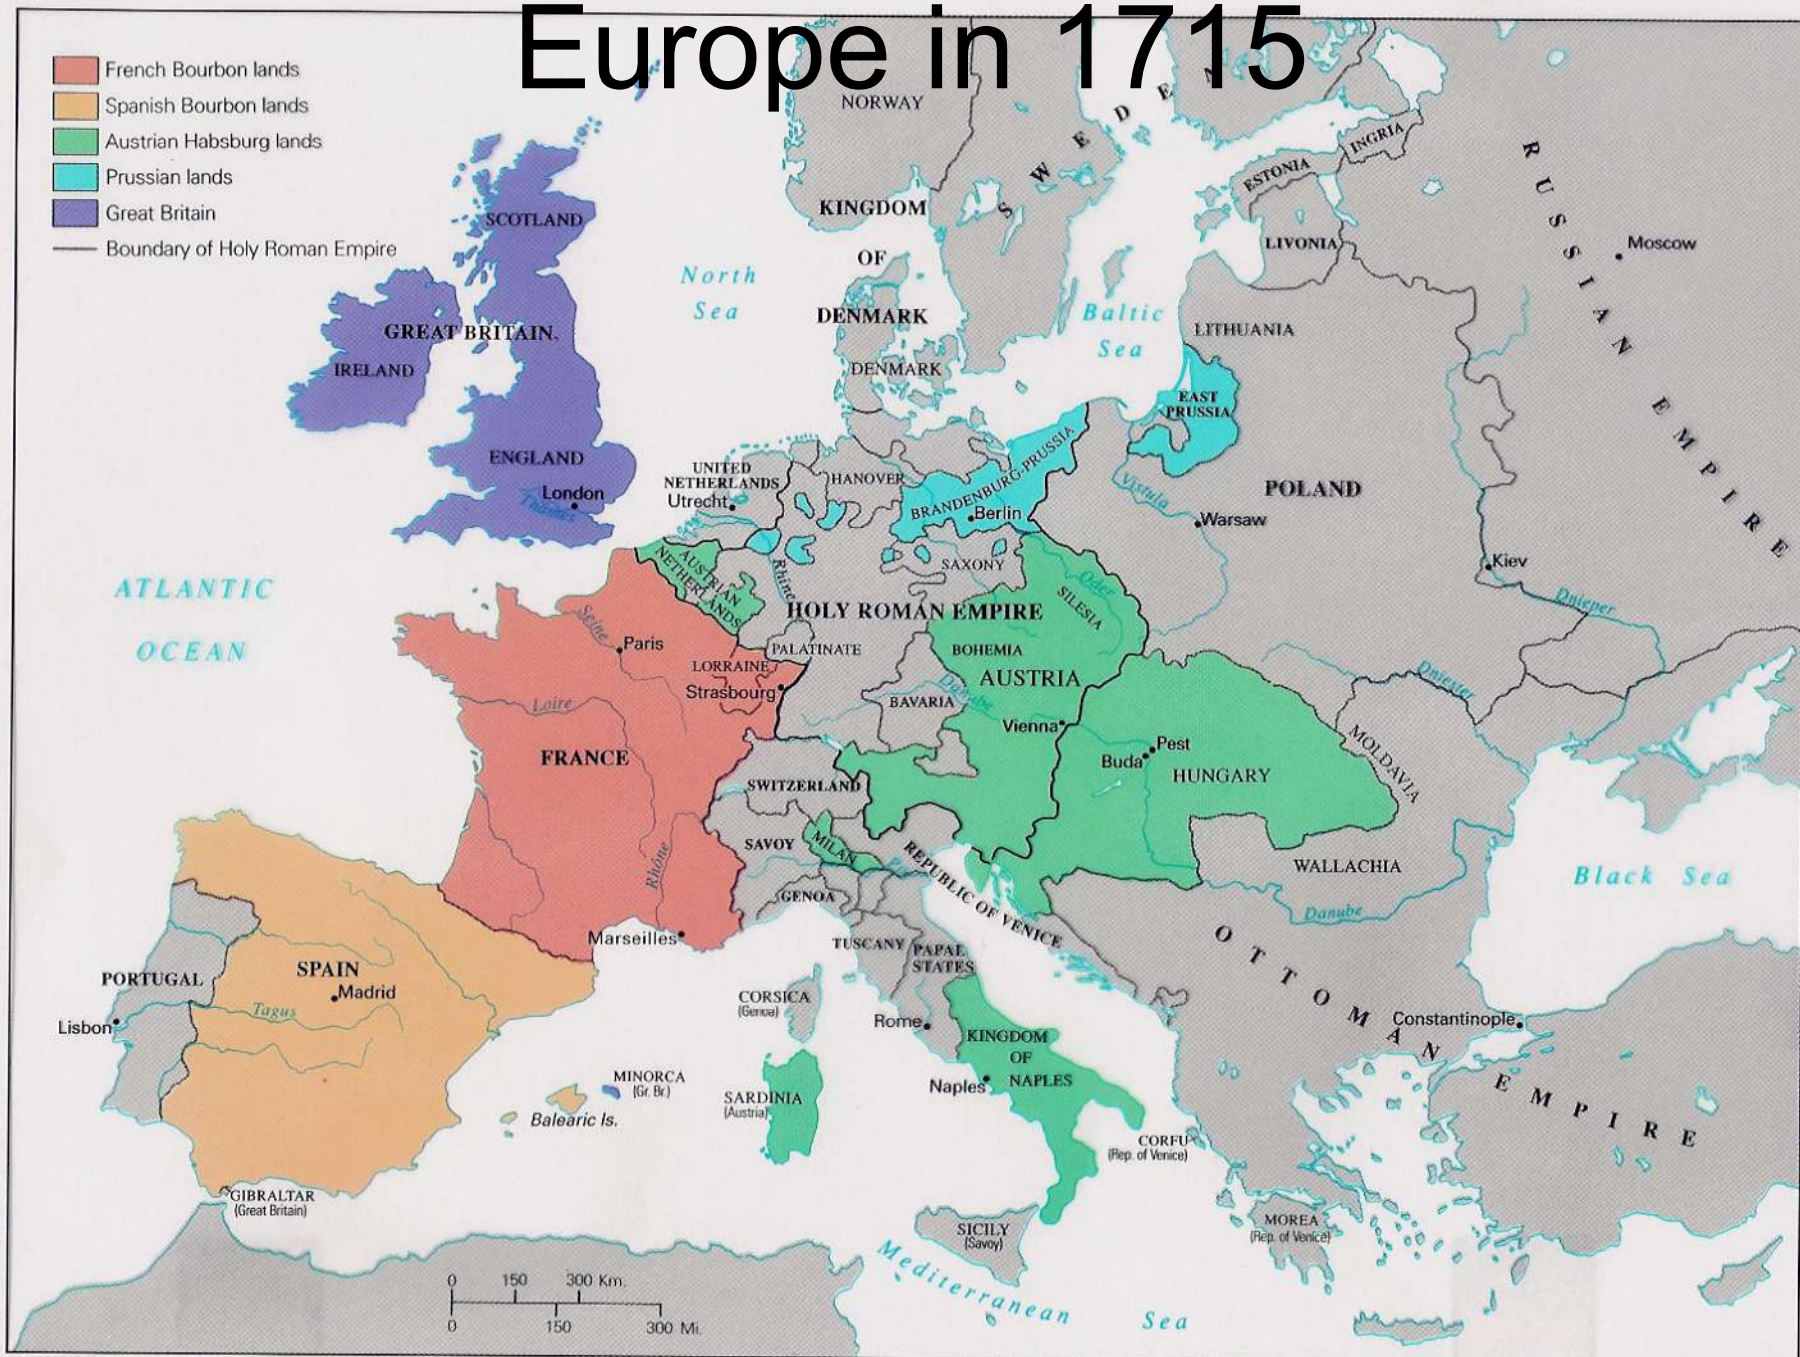 Europe in 1715
French Bourbon lands
Spanish Bourbon lands
Austrian Habsburg lands
Prussian lands
Great Britain
Boundary of Holy Roman Empire
NORWAY
SWEDEN
INGRIA
ESTONIA
LIVONIA
RUSSIAN EMPIRE
Moscow
SCOTLAND
KINGDOM
OF
DENMARK
DENMARK
North
Sea
Baltic
Sea
LITHUANIA
GREAT BRITAIN.
IRELAND
ENGLAND
London
Thames
EAST
PRUSSIA
UNITED
NETHERLANDS
Utrecht
HANOVER
BRANDENBURG-PRUSSIA
Berlin
Vistula
POLAND
Warsaw
Kiev
Dnieper
ATLANTIC
OCEAN
AUSTRIAN
NETHERLANDS
Rhine
SAXONY
Oder
SILESIA
HOLY ROMAN EMPIRE
Seine
Paris
PALATINATE
BOHEMIA
LORRAINE
Strasbourg
AUSTRIA
Danube
BAVARIA
Vienna
Dniester
Loire
FRANCE
Pest
Buda
HUNGARY
MOLDAVIA
SWITZERLAND
SAVOY
MILAN
Po
Rhône
REPUBLIC OF VENICE
WALLACHIA
Black Sea
GENOA
Danube
Marseilles
TUSCANY
PAPAL
STATES
OTTOMAN
EMPIRE
PORTUGAL
SPAIN
Madrid
Tagus
Lisbon
CORSICA
(Genoa)
Rome
Constantinople
KINGDOM
OF
NAPLES
Naples
MINORCA
(Gr. Br.)
Balearic Is.
SARDINIA
(Austria)
CORFU
(Rep. of Venice)
GIBRALTAR
(Great Britain)
SICILY
(Savoy)
MOREA
(Rep. of Venice)
Mediterranean Sea
0 150 300 Km.
0 150 300 Mi.